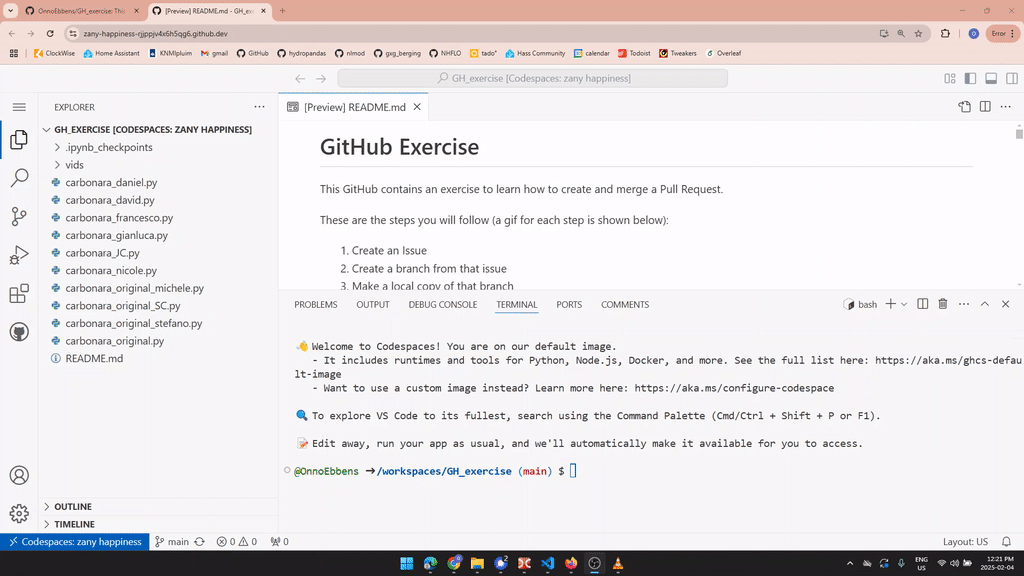 OnnoEbbens/GH_exercise: This
[Preview] README.md - GH_ex
zany-happiness-rjjppjv4x6h5qg6.github.dev
Error
ClockWise
Home Assistant
KNMIpluim
gmail
GitHub
hydropandas
nlmod
gxg_berging
NHFLO
tado°
Hass Community
calendar
Todoist
Tweakers
Overleaf
GH_exercise [Codespaces: zany happiness]
EXPLORER
[Preview] README.md
GH_EXERCISE [CODESPACES: ZANY HAPPINESS]
.ipynb_checkpoints
vids
carbonara_daniel.py
carbonara_david.py
carbonara_francesco.py
carbonara_gianluca.py
carbonara_JC.py
carbonara_nicole.py
carbonara_original_michele.py
carbonara_original_SC.py
carbonara_original_stefano.py
carbonara_original.py
README.md
OUTLINE
TIMELINE
GitHub Exercise
This GitHub contains an exercise to learn how to create and merge a Pull Request.
These are the steps you will follow (a gif for each step is shown below):
1. Create an Issue
2. Create a branch from that issue
3. Make a local copy of that branch
PROBLEMS OUTPUT DEBUG CONSOLE TERMINAL PORTS COMMENTS
bash
👋 Welcome to Codespaces! You are on our default image.
- It includes runtimes and tools for Python, Node.js, Docker, and more. See the full list here: https://aka.ms/ghcs-defau
lt-image
- Want to use a custom image instead? Learn more here: https://aka.ms/configure-codespace
🔍 To explore VS Code to its fullest, search using the Command Palette (Cmd/Ctrl + Shift + P or F1).
📝 Edit away, run your app as usual, and we'll automatically make it available for you to access.
@OnnoEbbens ➜/workspaces/GH_exercise (main) $
Codespaces: zany happiness
main
0 0
0
Layout: US
ENG
US
12:21 PM
2025-02-04